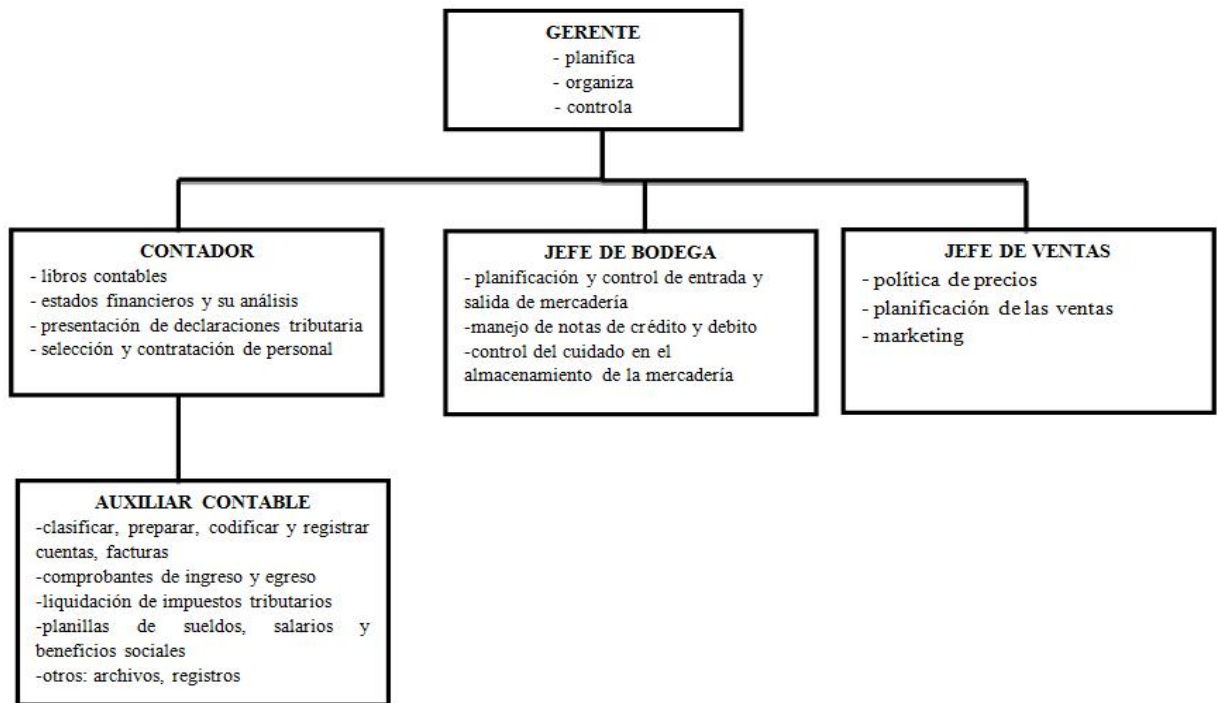 GERENTE
- planifica
- organiza
- controla
CONTADOR
- libros contables
- estados financieros y su análisis
- presentación de declaraciones tributaria
- selección y contratación de personal
JEFE DE BODEGA
- planificación y control de entrada y
salida de mercadería
-manejo de notas de crédito y debito
-control del cuidado en el
almacenamiento de la mercadería
JEFE DE VENTAS
- política de precios
- planificación de las ventas
- marketing
AUXILIAR CONTABLE
-clasificar, preparar, codificar y registrar
cuentas, facturas
-comprobantes de ingreso y egreso
-liquidación de impuestos tributarios
-planillas de sueldos, salarios y
beneficios sociales
-otros: archivos, registros